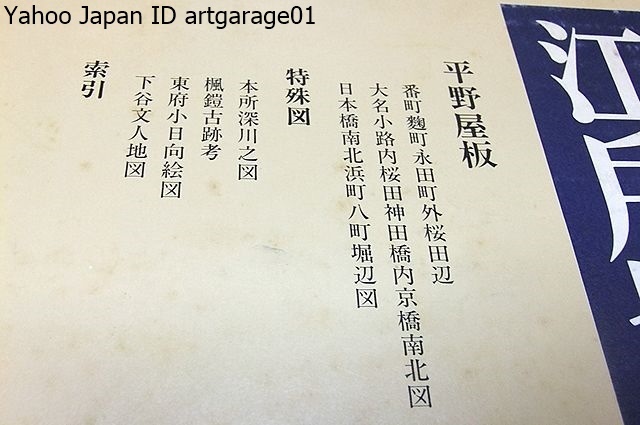 Yahoo Japan ID artgarage01
江戸
平野屋板
番町麴町永田町外桜田辺
大名小路内桜田神田橋内京橋南北図
日本橋南北浜町八町堀辺図
特殊図
本所深川之図
楓鎧古跡考
東府小日向絵図
下谷文人地図
索引